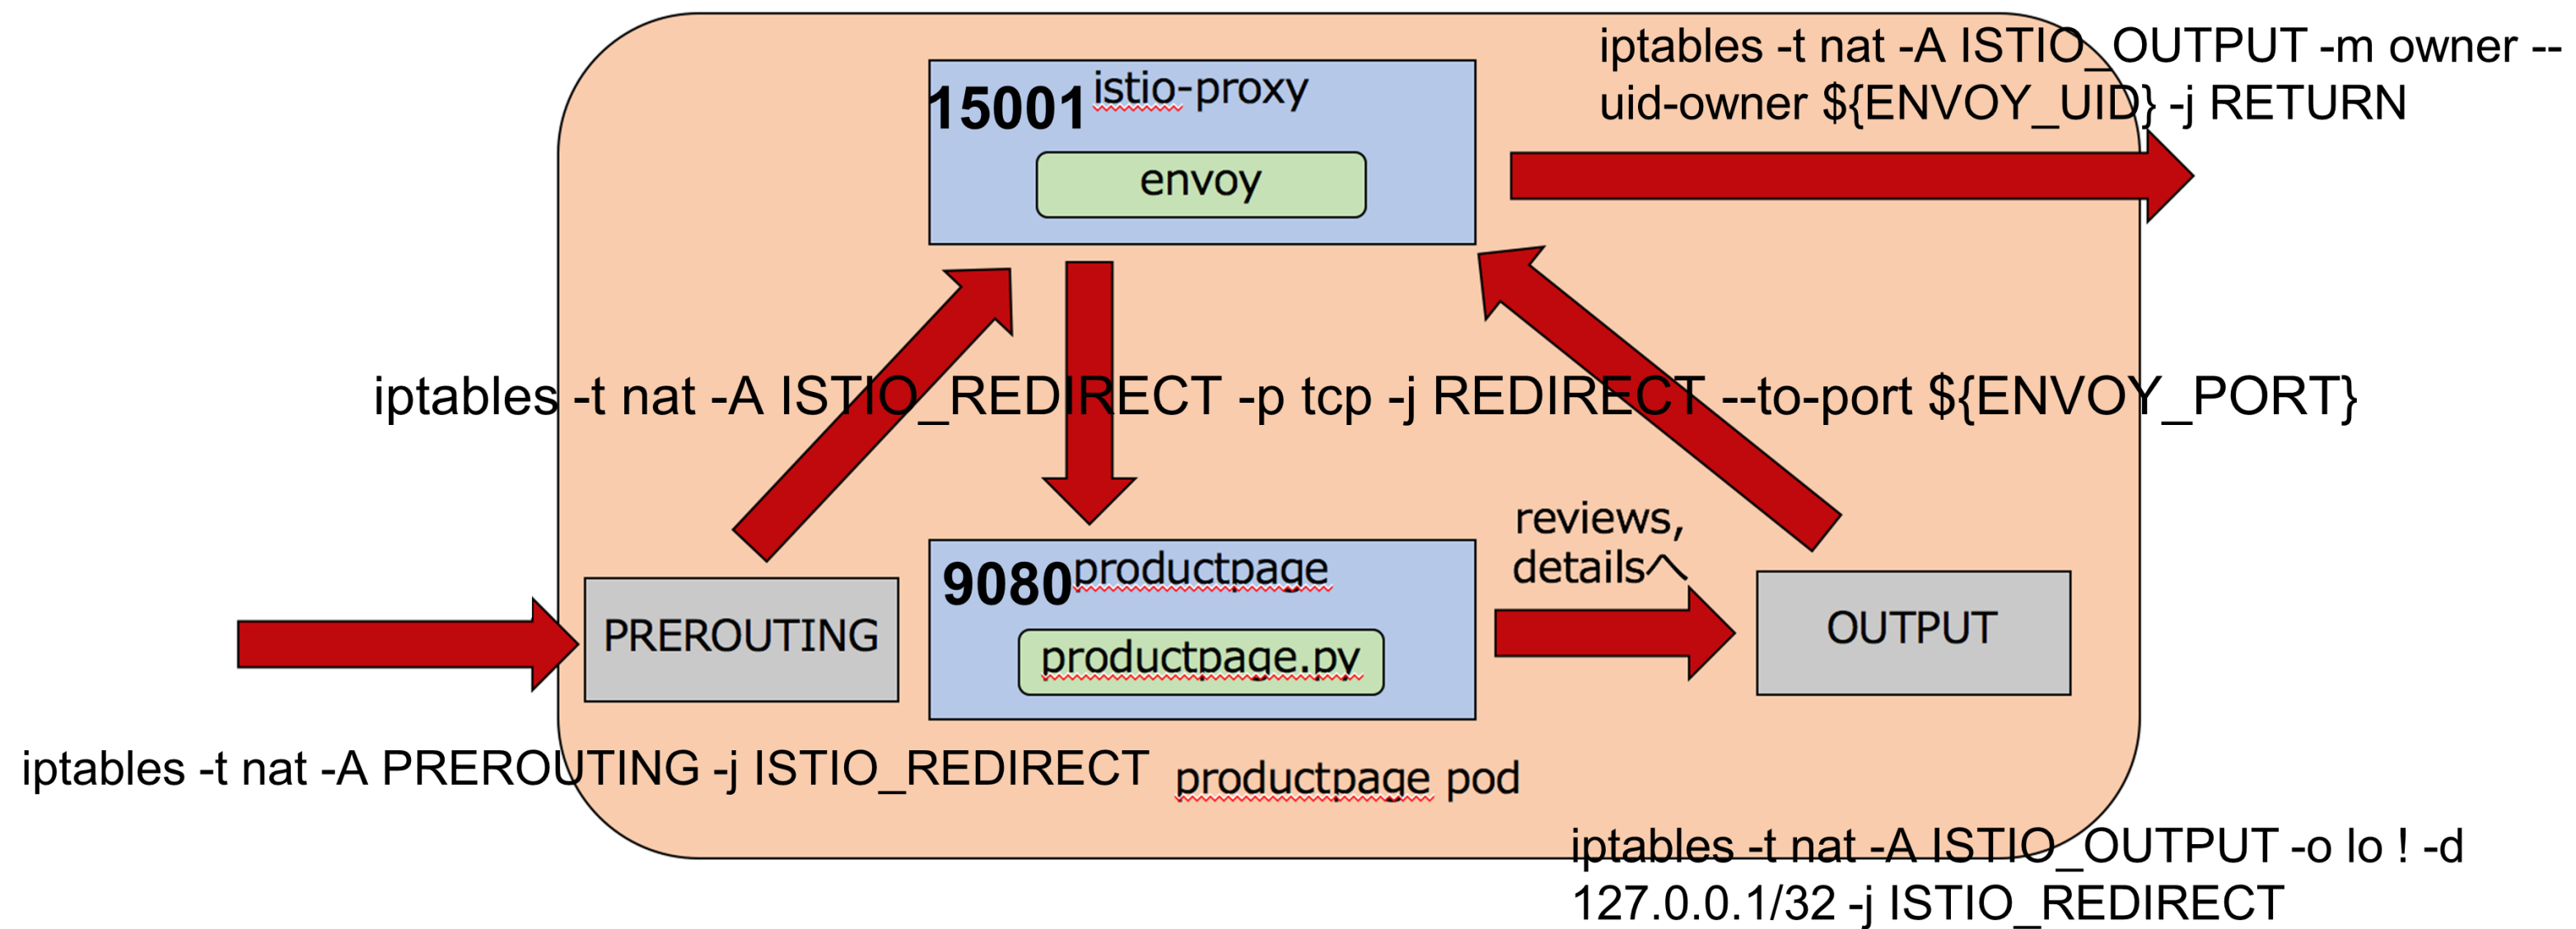 iptables -t nat -A ISTIO_OUTPUT -m owner --
uid-owner ${ENVOY_UID} -j RETURN
15001 istio-proxy
envoy
iptables -t nat -A ISTIO_REDIRECT -p tcp -j REDIRECT --to-port ${ENVOY_PORT}
reviews,
details へ
9080 productpage
PREROUTING
productpage.py
OUTPUT
iptables -t nat -A PREROUTING -j ISTIO_REDIRECT
productpage pod
iptables -t nat -A ISTIO_OUTPUT -o lo ! -d
127.0.0.1/32 -j ISTIO_REDIRECT